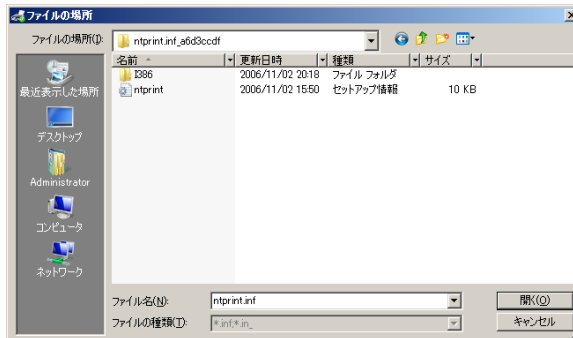 ファイルの場所
ファイルの場所(I):
ntprint.inf_a6d3ccdf
名前
更新日時
種類
サイズ
I386
2006/11/02 20:18
ファイル フォルダ
ntprint
2006/11/02 15:50
セットアップ情報
10 KB
最近表示した場所
デスクトップ
Administrator
コンピュータ
ネットワーク
ファイル名(N):
ntprint.inf
開く(O)
ファイルの種類(T):
*.inf;*.in_
キャンセル